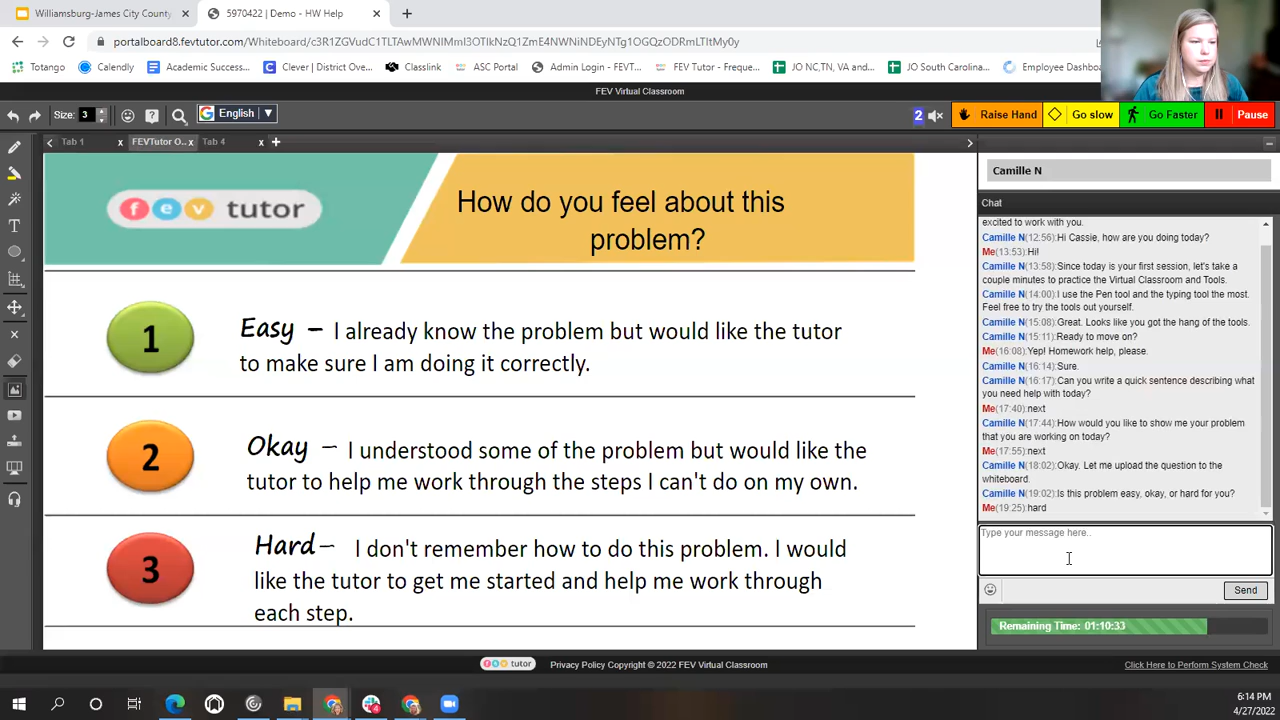 Williamsburg-James City County
5970422 | Demo - HW Help
portalboard8.fevtutor.com/Whiteboard/
Totango
Calendly
Academic Success...
Clever | District Ove...
Classlink
ASC Portal
Admin Login - FEVT...
FEV Tutor - Freque...
JO NC,TN, VA and...
JO South Carolina...
Employee Dashboa
FEV Virtual Classroom
Size: 3
English
2
Raise Hand
Go slow
Go Faster
Pause
Tab 1 x
FEVTutor O... x
Tab 4 x
fev tutor
How do you feel about this
problem?
1
Easy – I already know the problem but would like the tutor
to make sure I am doing it correctly.
2
Okay – I understood some of the problem but would like the
tutor to help me work through the steps I can't do on my own.
3
Hard– I don't remember how to do this problem. I would
like the tutor to get me started and help me work through
each step.
Camille N
Chat
excited to work with you.
Camille N(12:56):Hi Cassie, how are you doing today?
Me(13:53):Hi!
Camille N(13:58):Since today is your first session, let's take a
couple minutes to practice the Virtual Classroom and Tools.
Camille N(14:00):I use the Pen tool and the typing tool the most.
Feel free to try the tools out yourself.
Camille N(15:08):Great. Looks like you got the hang of the tools.
Camille N(15:11):Ready to move on?
Me(16:08):Yep! Homework help, please.
Camille N(16:14):Sure.
Camille N(16:17):Can you write a quick sentence describing what
you need help with today?
Me(17:40):next
Camille N(17:44):How would you like to show me your problem
that you are working on today?
Me(17:55):next
Camille N(18:02):Okay. Let me upload the question to the
whiteboard.
Camille N(19:02):Is this problem easy, okay, or hard for you?
Me(19:25):hard
Type your message here..
Send
Remaining Time: 01:10:33
fev tutor
Privacy Policy Copyright © 2022 FEV Virtual Classroom
Click Here to Perform System Check
6:14 PM
4/27/2022